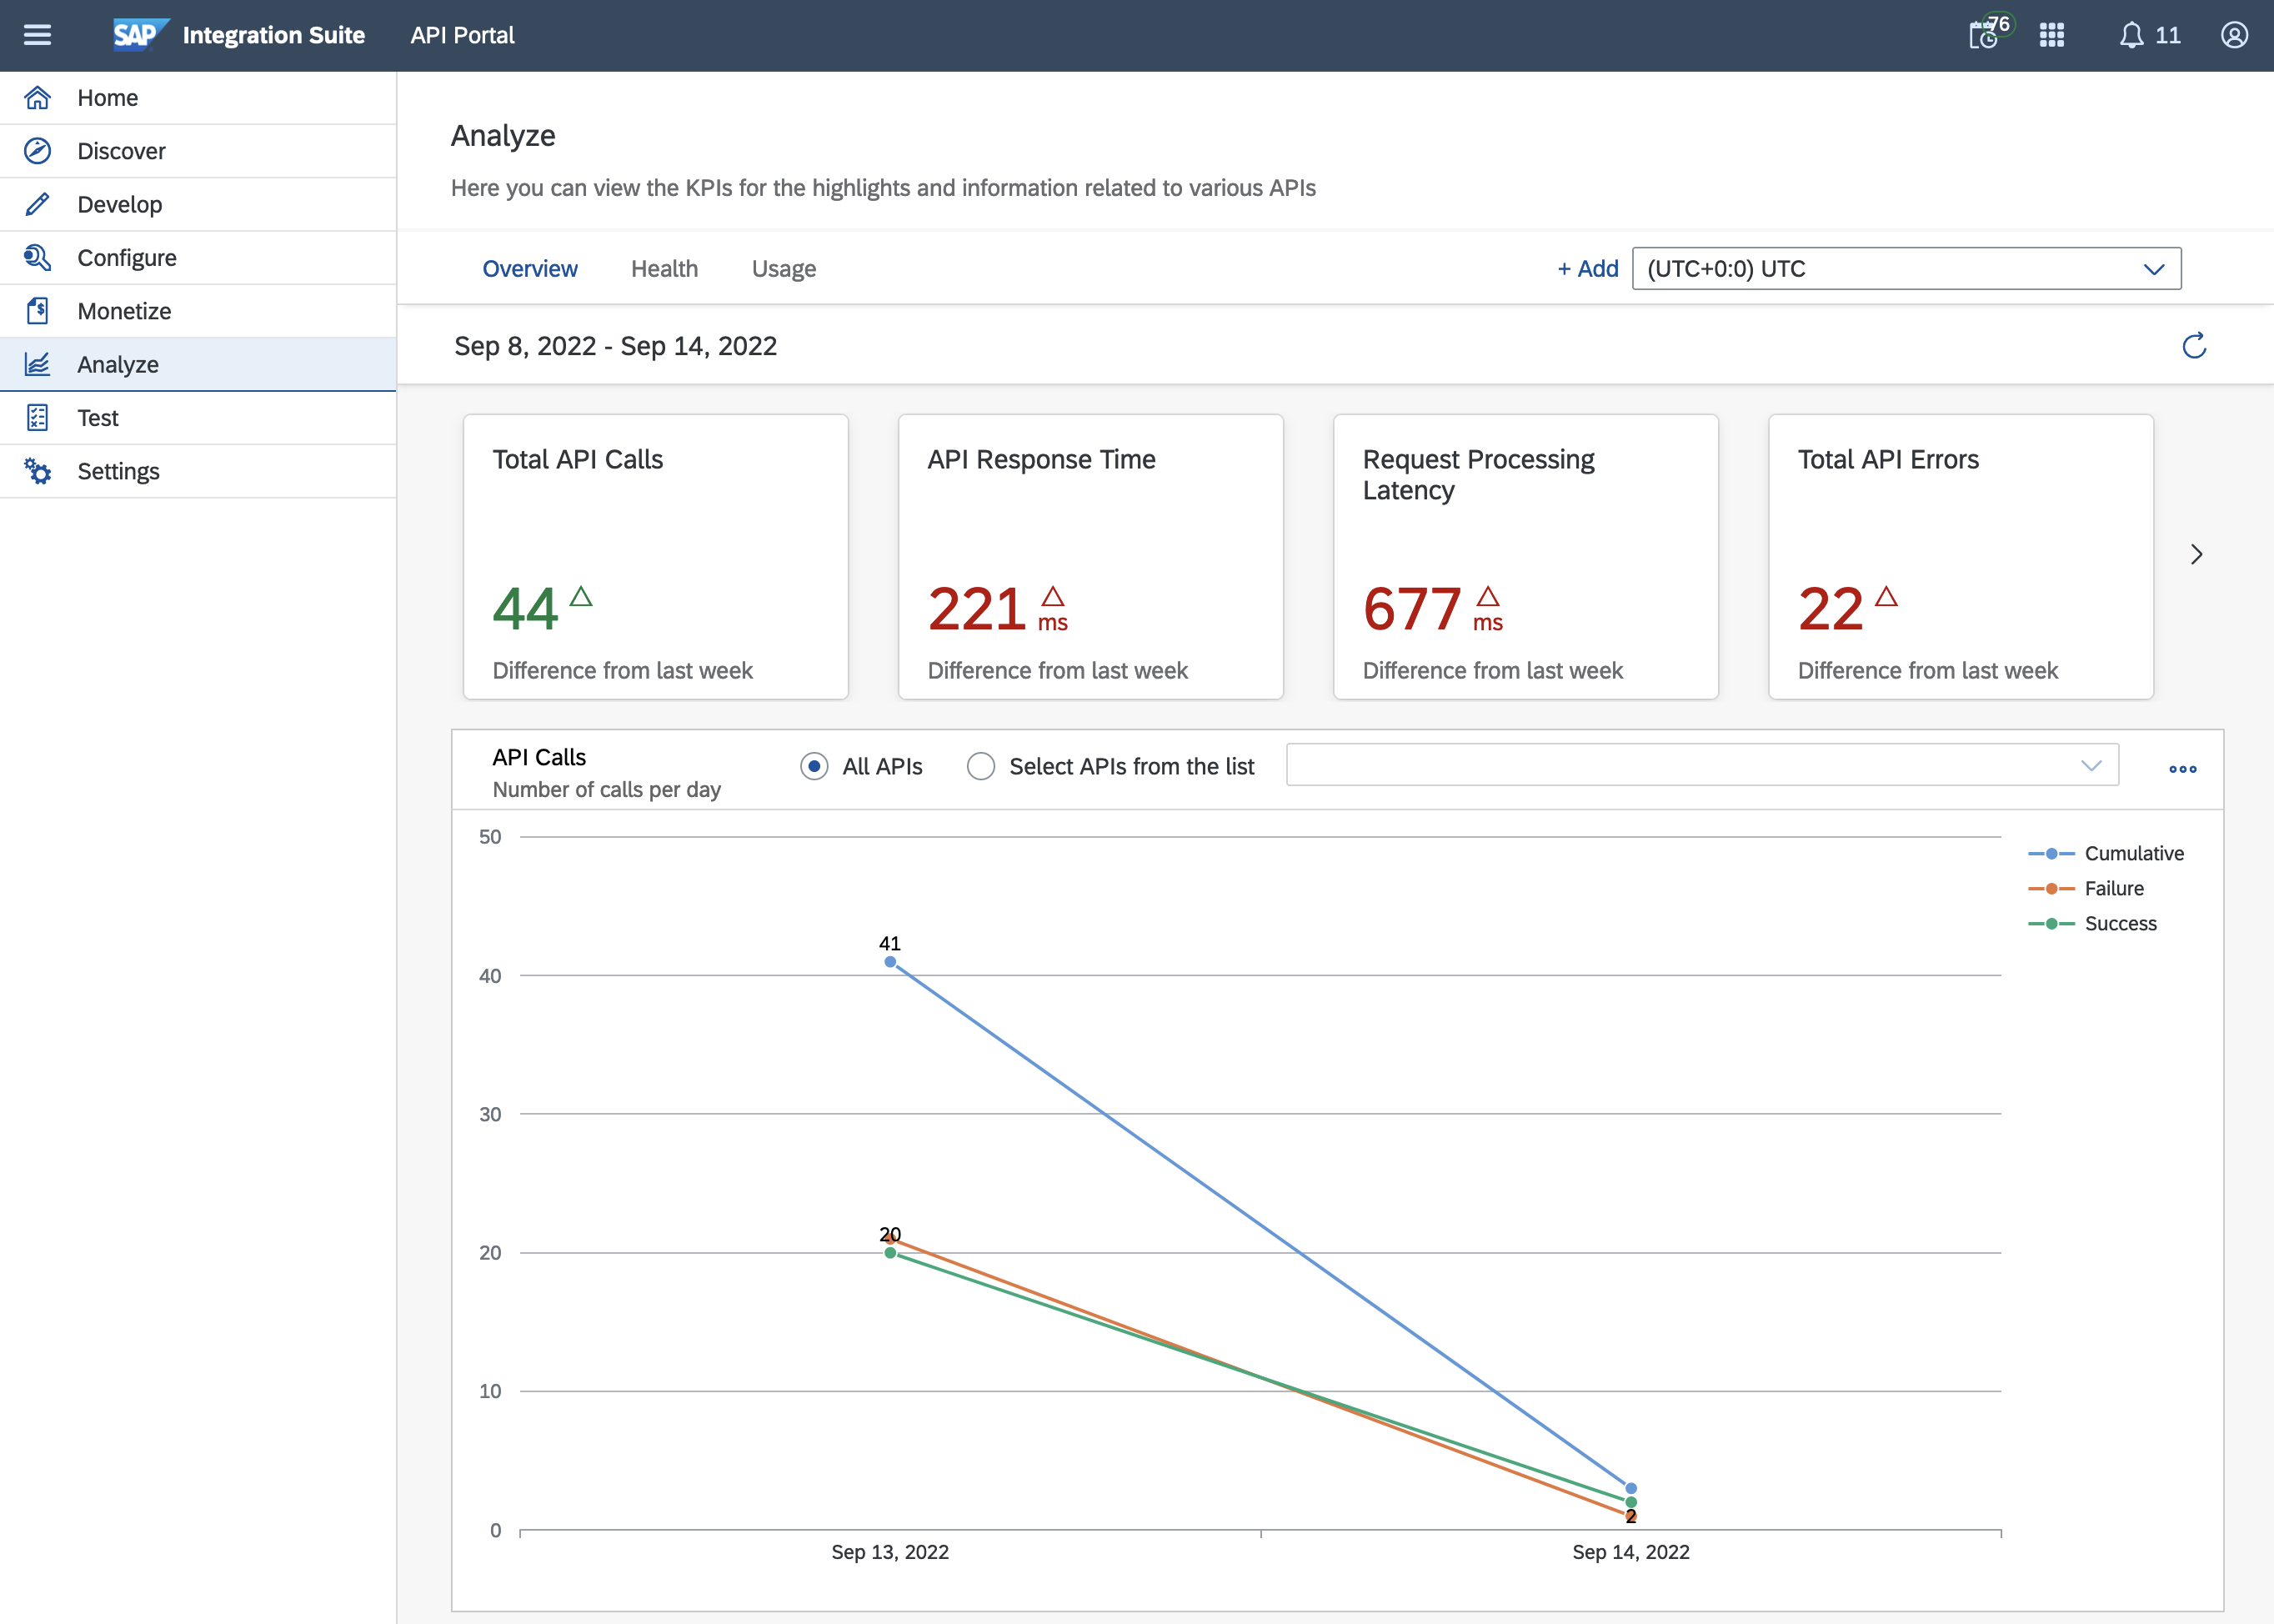 SAP Integration Suite API Portal 76 11
Home
Discover
Develop
Configure
Monetize
Analyze
Test
Settings
Analyze
Here you can view the KPIs for the highlights and information related to various APIs
Overview Health Usage + Add (UTC+0:0) UTC
Sep 8, 2022 - Sep 14, 2022
Total API Calls
44
Difference from last week
API Response Time
221 ms
Difference from last week
Request Processing
Latency
677 ms
Difference from last week
Total API Errors
22
Difference from last week
API Calls
Number of calls per day
All APIs Select APIs from the list
50
40
30
20
10
0
41
20
2
Sep 13, 2022 Sep 14, 2022
Cumulative
Failure
Success